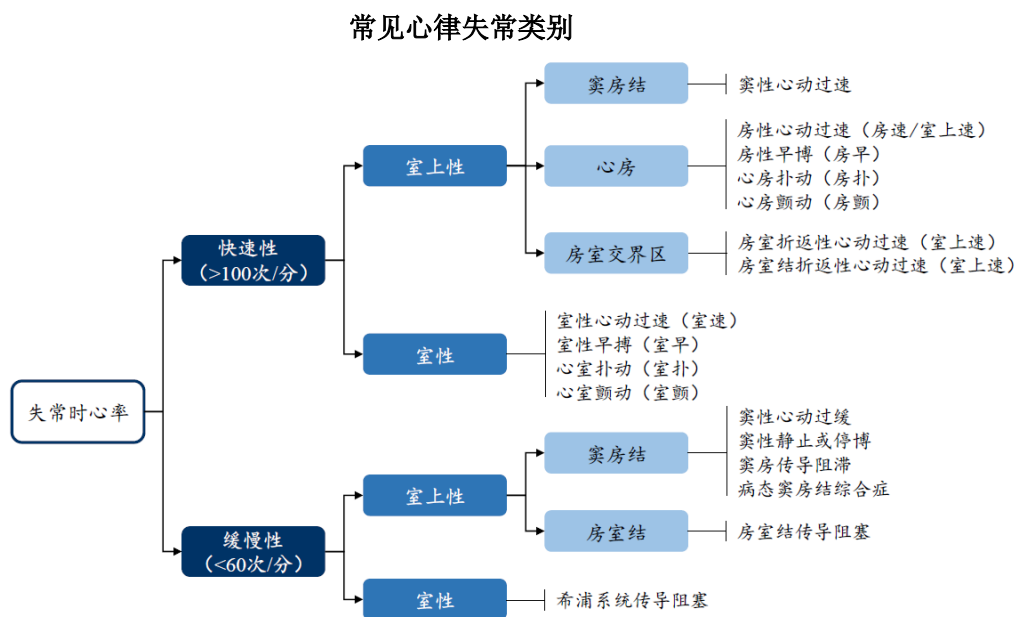 常见心律失常类别
窦房结
窦性心动过速
房性心动过速（房速/室上速）
房性早博（房早）
心房扑动（房扑）
心房颤动（房颤）
心房
室上性
房室交界区
房室折返性心动过速（室上速）
房室结折返性心动过速（室上速）
快速性
（>100次/分）
室性
室性心动过速（室速）
室性早搏（室早）
心室扑动（室扑）
心室颤动（室颤）
失常时心率
窦房结
窦性心动过缓
窦性静止或停博
窦房传导阻滞
病态窦房结综合症
室上性
房室结
房室结传导阻塞
缓慢性
（<60次/分）
室性
希浦系统传导阻塞